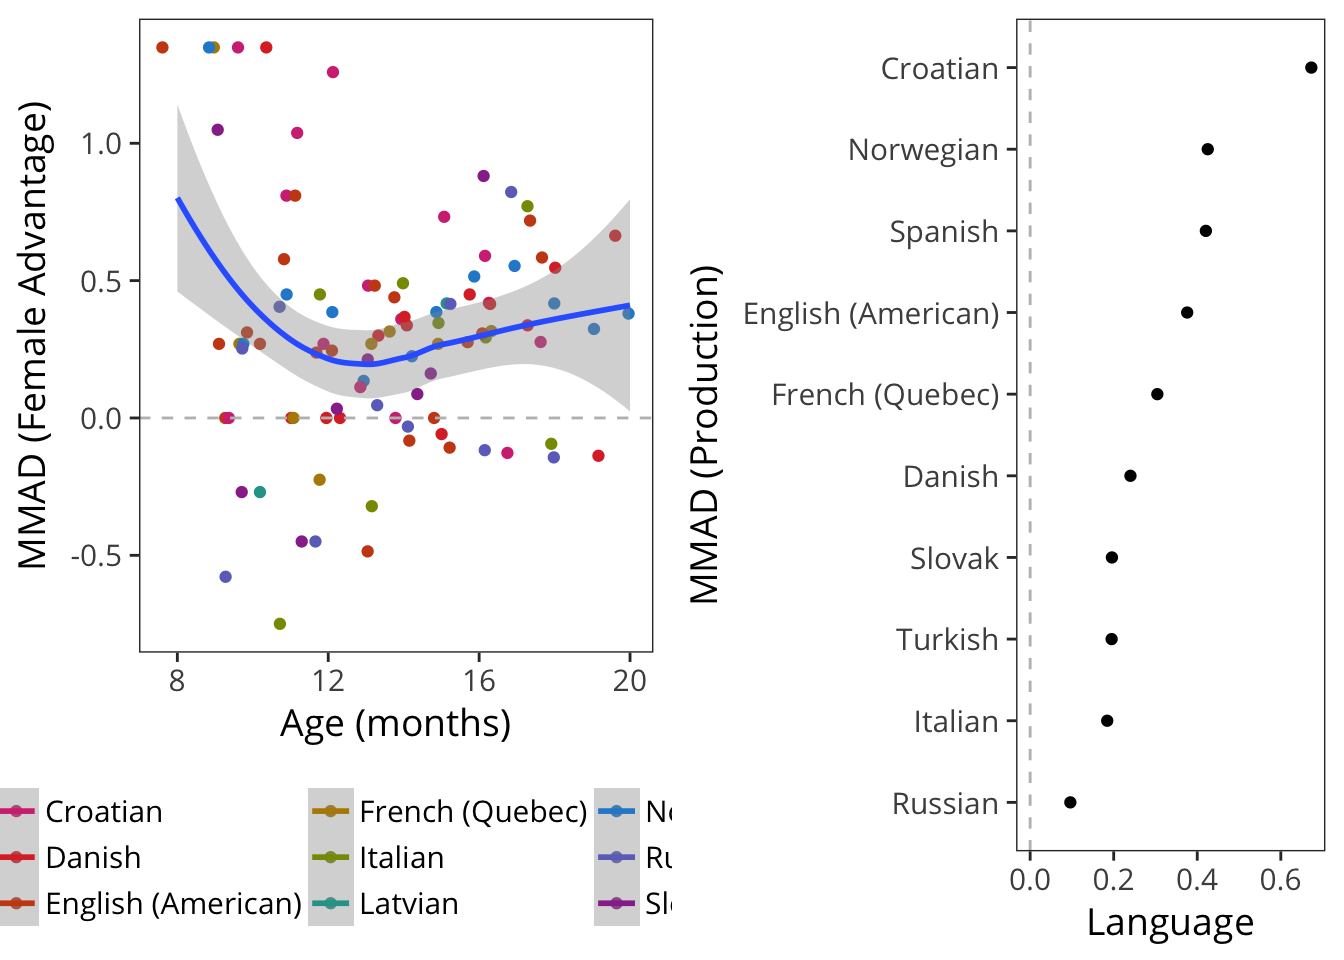 MMAD (Female Advantage)
1.0
0.5
0.0
-0.5
8 12 16 20
Age (months)
Croatian French (Quebec)
Danish Italian
English (American) Latvian
MMAD (Production)
Croatian
Norwegian
Spanish
English (American)
French (Quebec)
Danish
Slovak
Turkish
Italian
Russian
0.0 0.2 0.4 0.6
Language